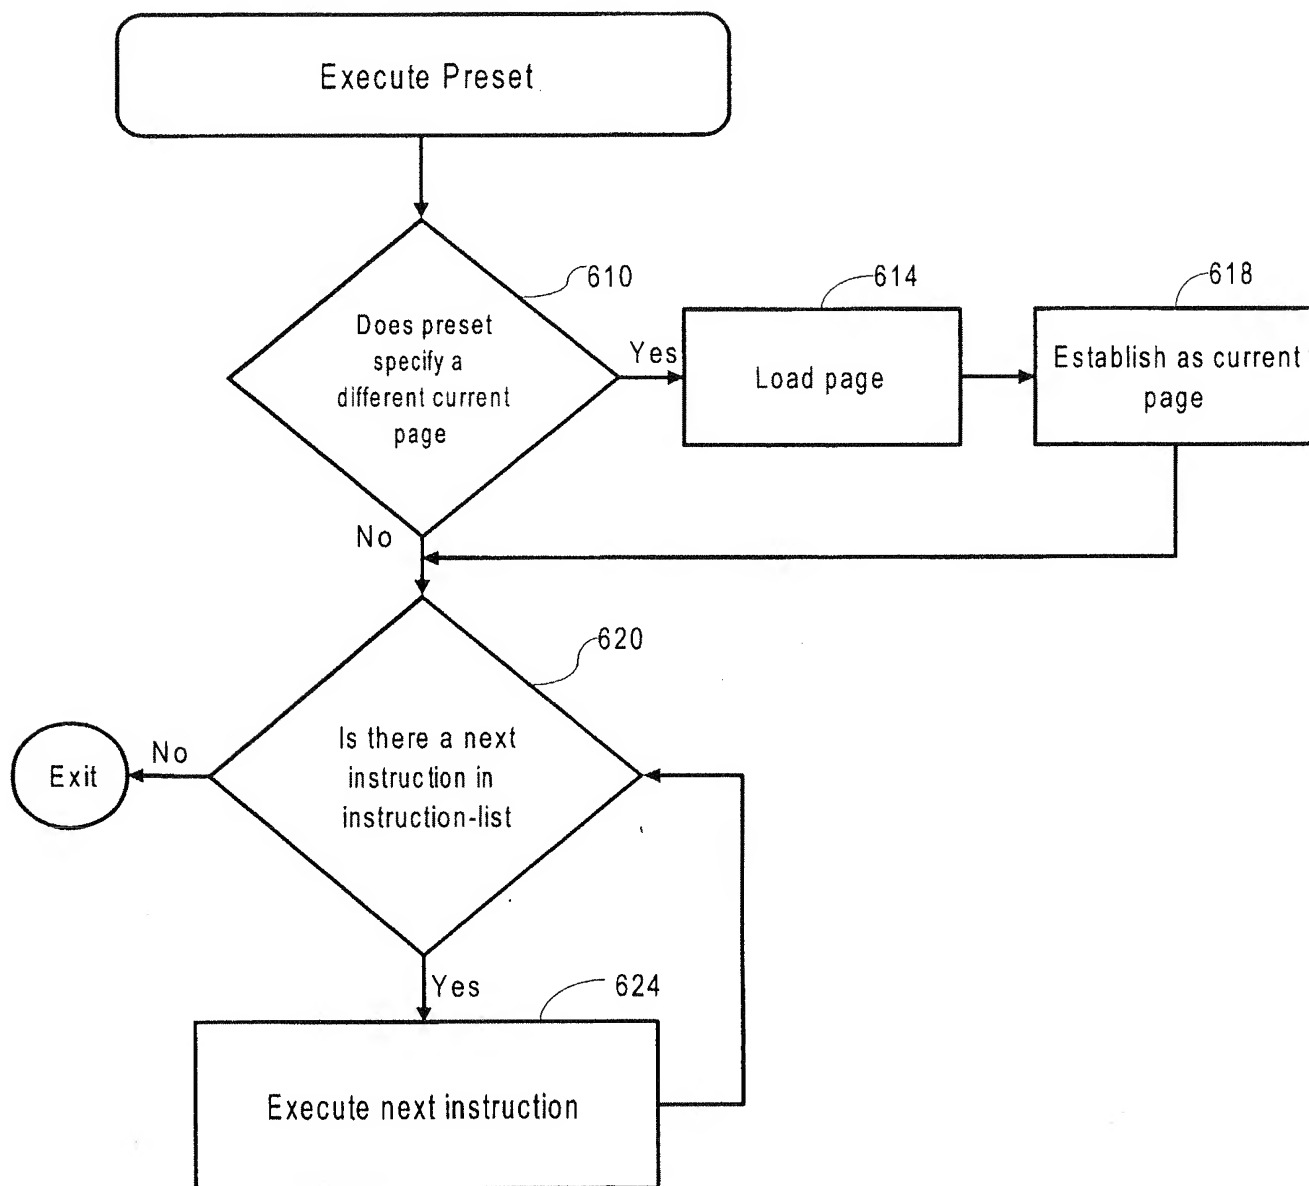 Execute Preset
610
614
618
Does preset
specify a
different current
page
Yes
Load page
Establish as current
page
No
620
Is there a next
instruction in
instruction-list
No
Exit
Yes
624
Execute next instruction